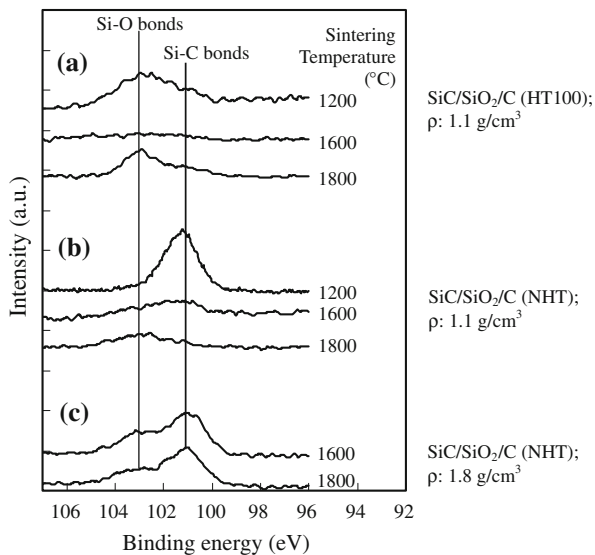 Si-O bonds
Si-C bonds
Sintering
Temperature
(°C)
(a)
1200
1600
1800
SiC/SiO₂/C (HT100);
ρ: 1.1 g/cm³
(b)
1200
1600
1800
SiC/SiO₂/C (NHT);
ρ: 1.1 g/cm³
(c)
1600
1800
SiC/SiO₂/C (NHT);
ρ: 1.8 g/cm³
Intensity (a.u.)
106 104 102 100 98 96 94 92
Binding energy (eV)